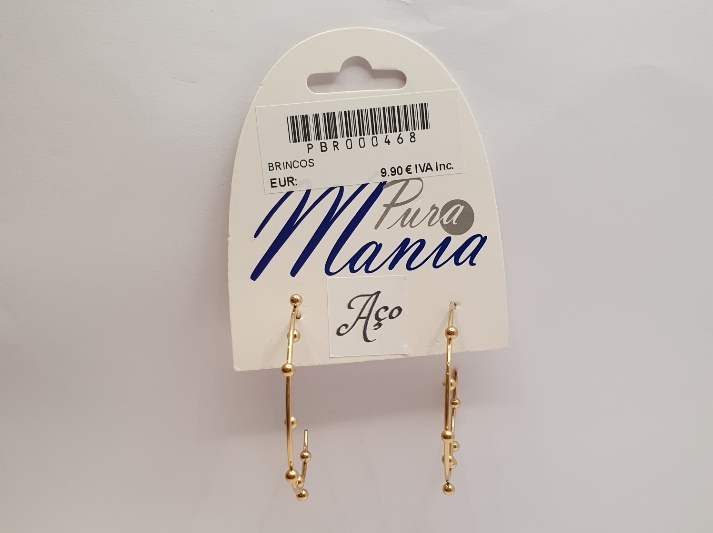 PBR000468
BRINCOS
EUR: 9.90 € IVA Inc.
Pura
Mania
Aço